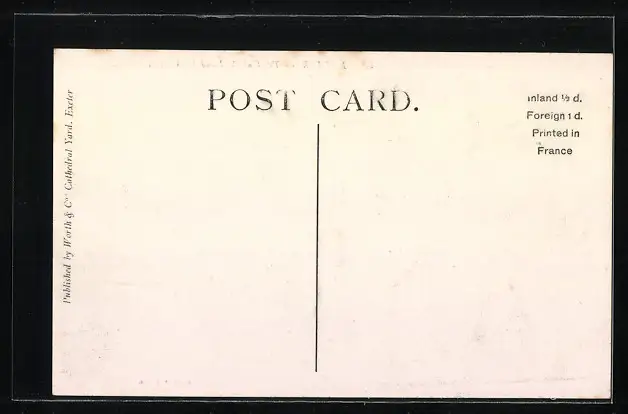 POST CARD.
Inland ½ d.
Foreign 1 d.
Printed in
France
Published by Worth & Co. Cathedral Yard. Exeter